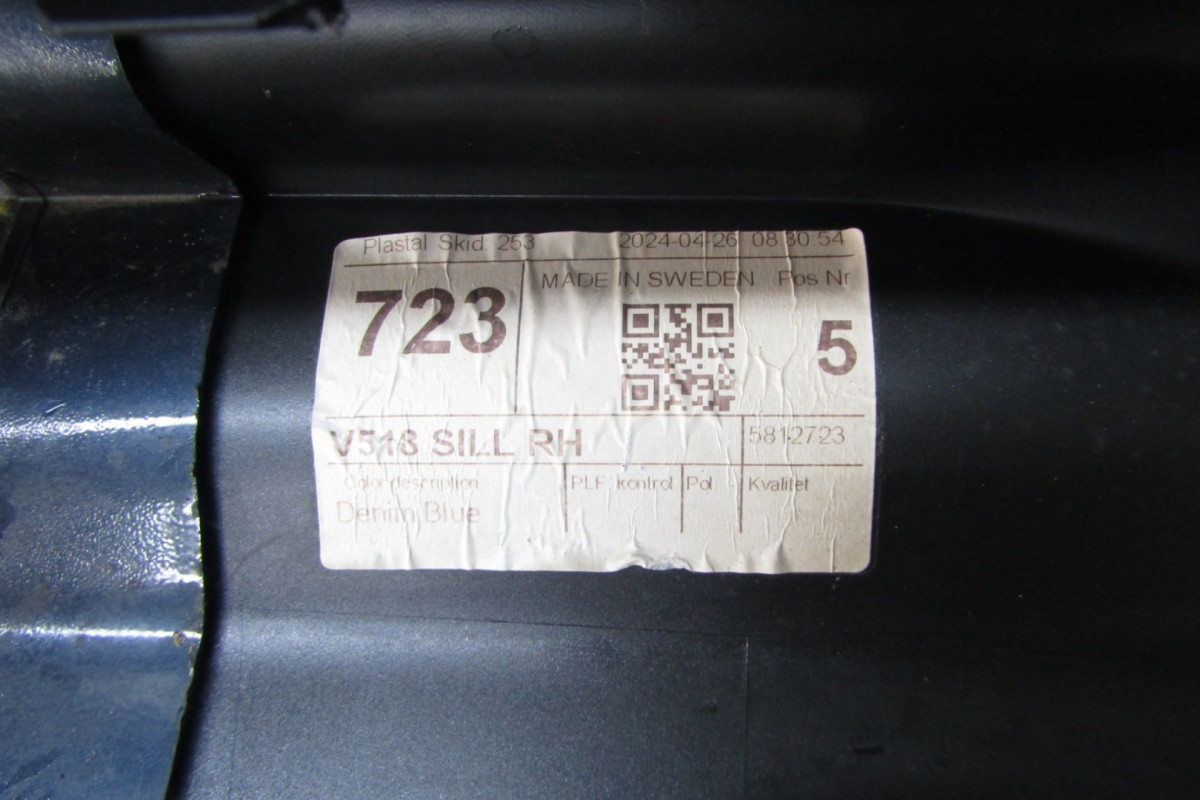 Plastal Skid: 253 2024-04-26 08:30:54
MADE IN SWEDEN Pos Nr
723 5
V518 SILL RH 5812723
Color description PLF kontrol Pol Kvalitet
Denim Blue